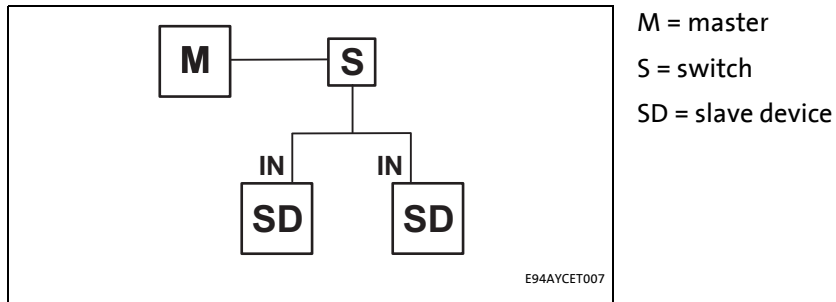 M S
IN IN
SD SD
E94AYCET007
M = master
S = switch
SD = slave device